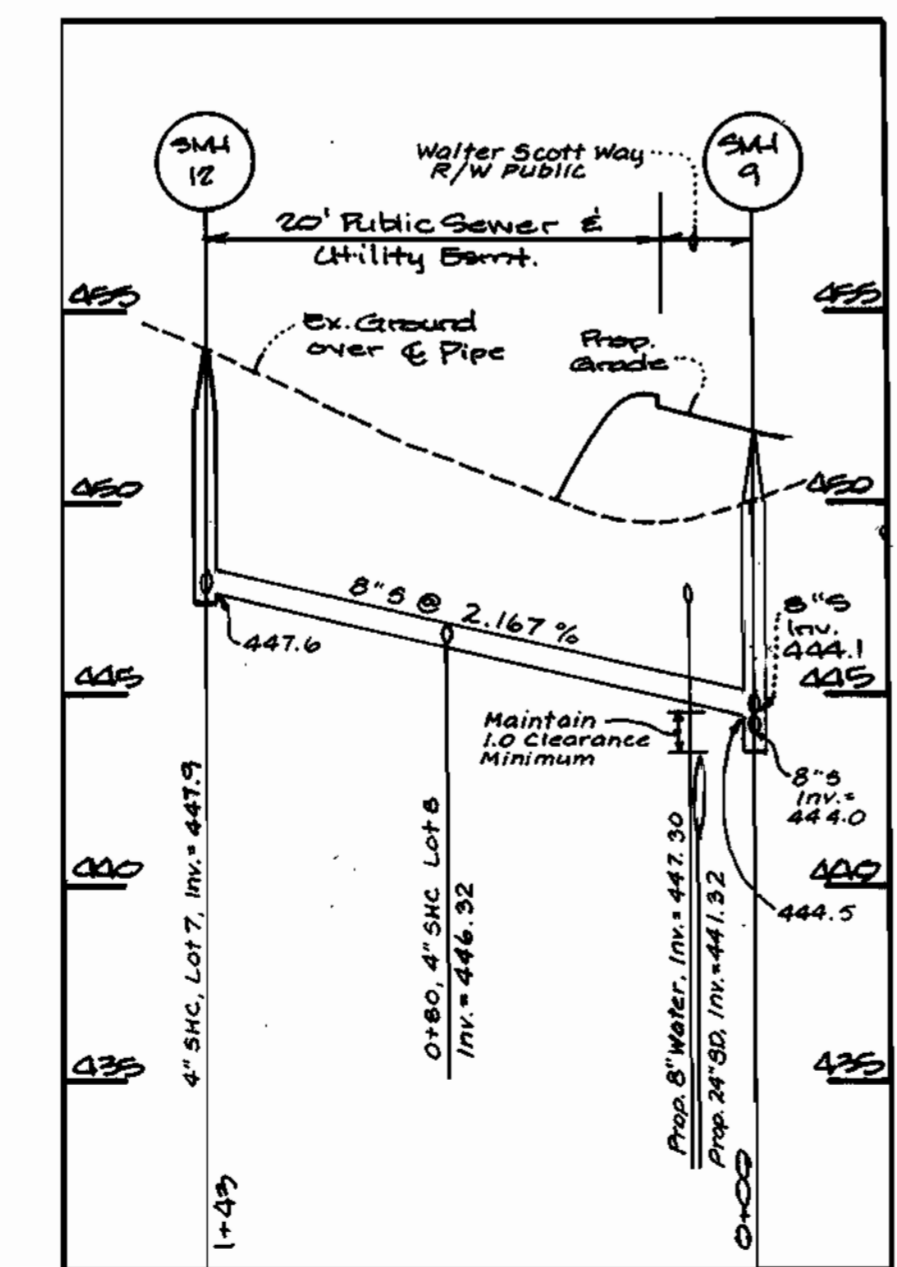 SMH
12
SMH
9
Walter Scott Way
R/W Public
20' Public Sewer &
Utility Esmt.
455
455
Ex. Ground
over ℄ Pipe
Prop.
Grade
450
450
8"S @ 2.167 %
447.6
8"S
Inv.
444.1
445
445
Maintain
1.0 Clearance
Minimum
8"S
Inv.=
444.0
440
440
444.5
4" SHC, Lot 7, Inv. = 447.9
0+80, 4" SHC Lot 8
Inv. = 446.32
Prop. 8" Water, Inv. = 447.30
Prop. 24" SD, Inv. = 441.32
435
435
1+43
0+00